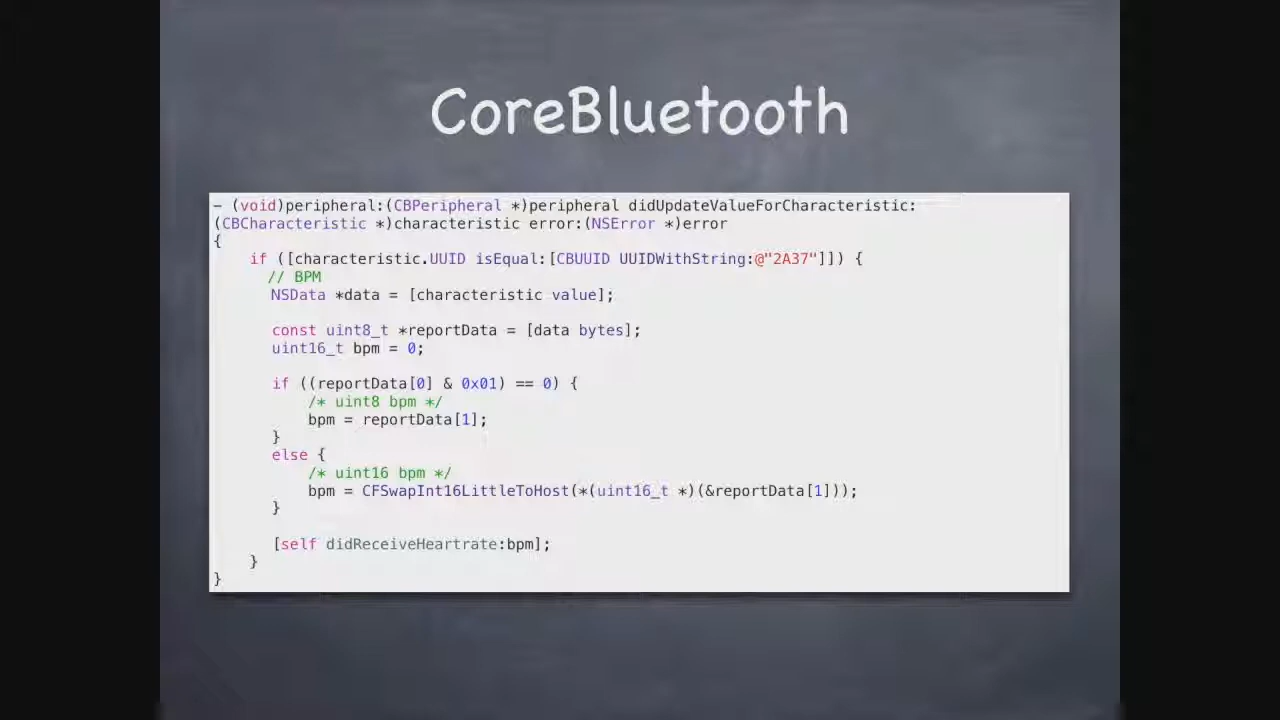 CoreBluetooth
- (void)peripheral:(CBPeripheral *)peripheral didUpdateValueForCharacteristic:
(CBCharacteristic *)characteristic error:(NSError *)error
{
    if ([characteristic.UUID isEqual:[CBUUID UUIDWithString:@"2A37"]]) {
      // BPM
      NSData *data = [characteristic value];

      const uint8_t *reportData = [data bytes];
      uint16_t bpm = 0;

      if ((reportData[0] & 0x01) == 0) {
          /* uint8 bpm */
          bpm = reportData[1];
      }
      else {
          /* uint16 bpm */
          bpm = CFSwapInt16LittleToHost(*(uint16_t *)(&reportData[1]));
      }

      [self didReceiveHeartrate:bpm];
    }
}